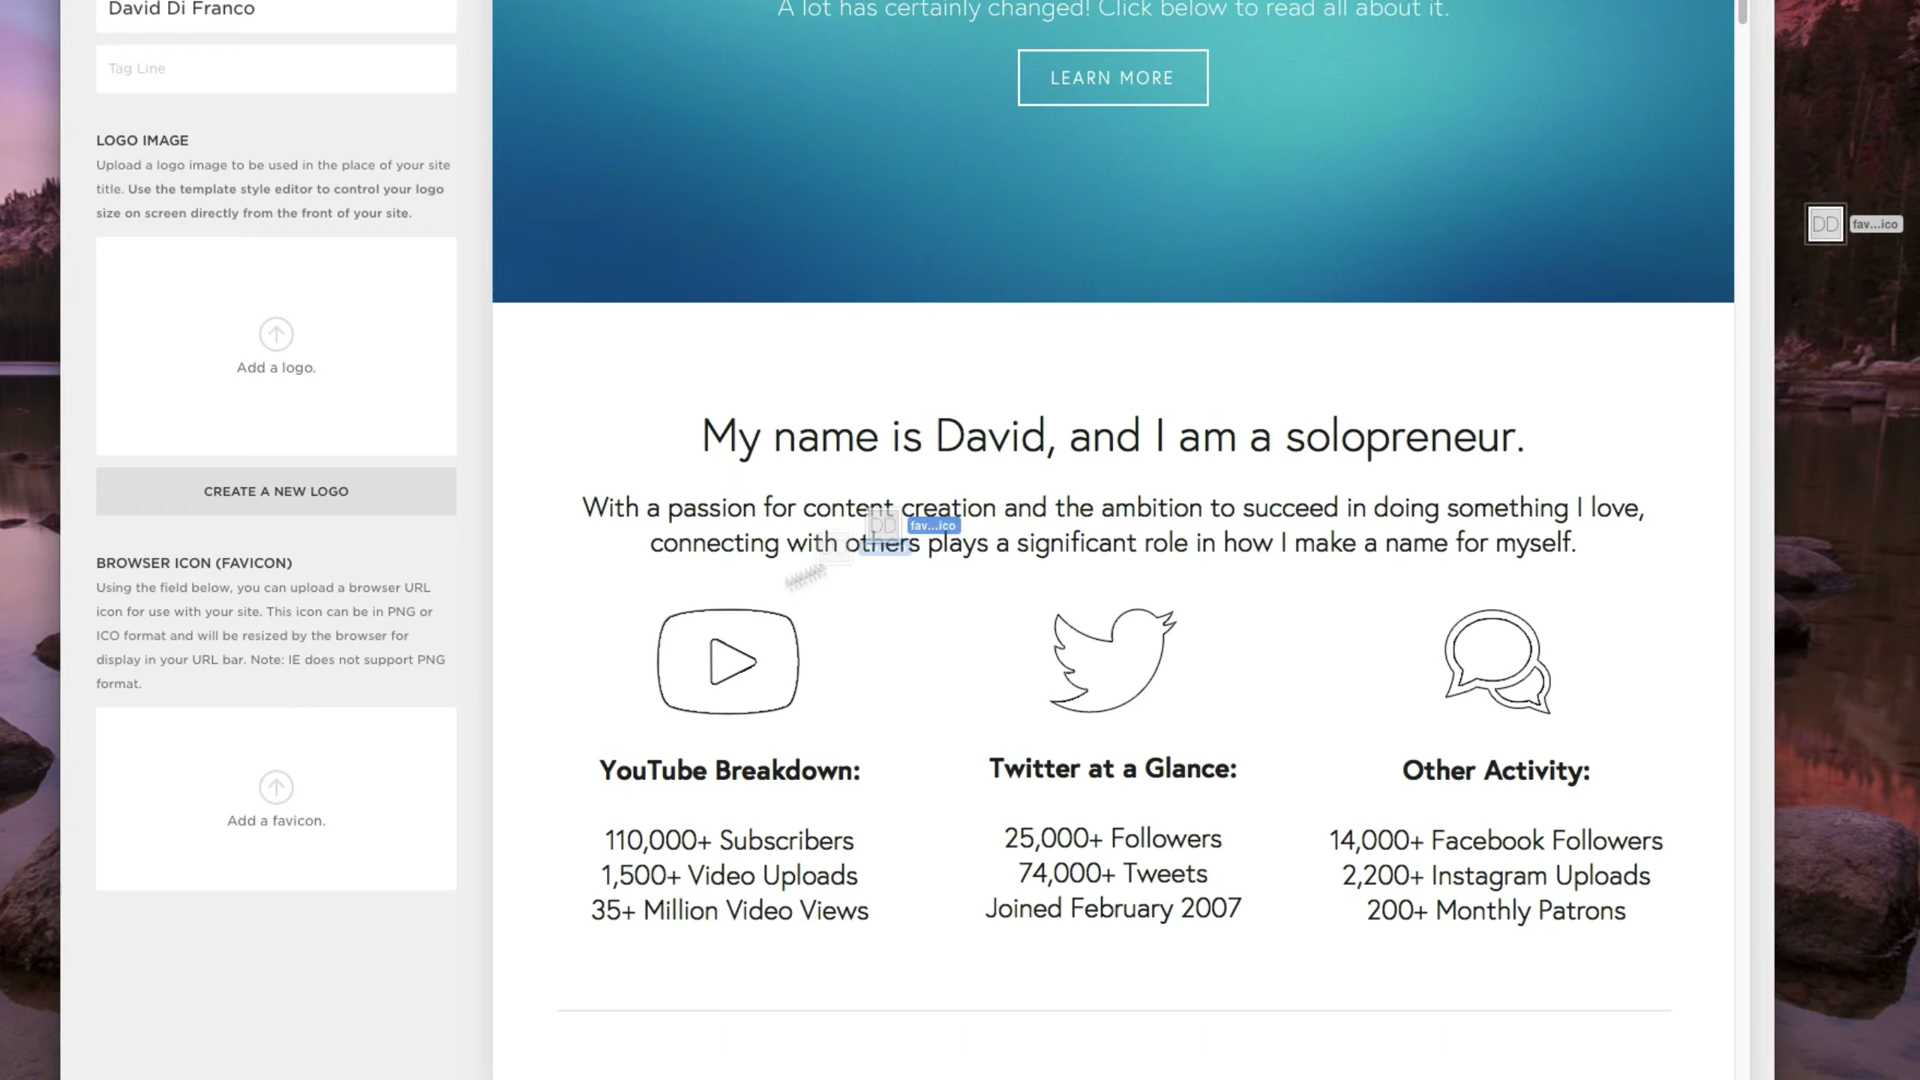 David Di Franco
Tag Line
LOGO IMAGE
Upload a logo image to be used in the place of your site
title. Use the template style editor to control your logo
size on screen directly from the front of your site.
Add a logo.
CREATE A NEW LOGO
BROWSER ICON (FAVICON)
Using the field below, you can upload a browser URL
icon for use with your site. This icon can be in PNG or
ICO format and will be resized by the browser for
display in your URL bar. Note: IE does not support PNG
format.
Add a favicon.
A lot has certainly changed! Click below to read all about it.
LEARN MORE
My name is David, and I am a solopreneur.
With a passion for content creation and the ambition to succeed in doing something I love,
DD fav...ico
connecting with others plays a significant role in how I make a name for myself.
YouTube Breakdown:
110,000+ Subscribers
1,500+ Video Uploads
35+ Million Video Views
Twitter at a Glance:
25,000+ Followers
74,000+ Tweets
Joined February 2007
Other Activity:
14,000+ Facebook Followers
2,200+ Instagram Uploads
200+ Monthly Patrons
DD fav...ico